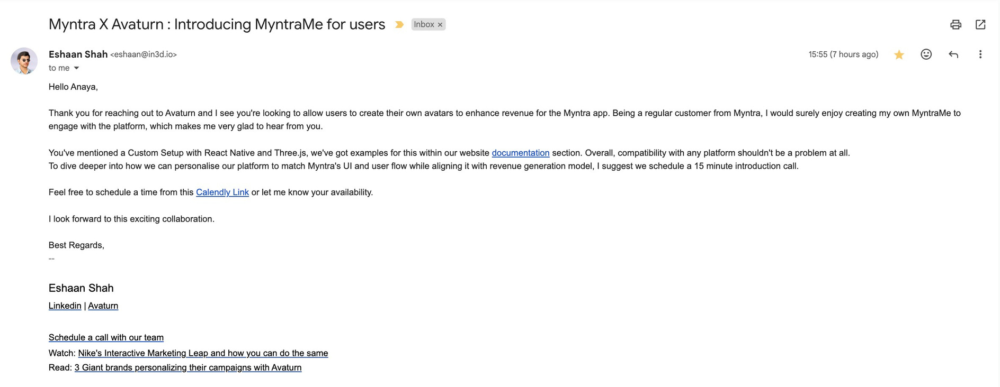 Myntra X Avaturn : Introducing MyntraMe for users
Inbox ×
Eshaan Shah <eshaan@in3d.io>
15:55 (7 hours ago)
to me
Hello Anaya,
Thank you for reaching out to Avaturn and I see you're looking to allow users to create their own avatars to enhance revenue for the Myntra app. Being a regular customer from Myntra, I would surely enjoy creating my own MyntraMe to
engage with the platform, which makes me very glad to hear from you.
You've mentioned a Custom Setup with React Native and Three.js, we've got examples for this within our website documentation section. Overall, compatibility with any platform shouldn't be a problem at all.
To dive deeper into how we can personalise our platform to match Myntra's UI and user flow while aligning it with revenue generation model, I suggest we schedule a 15 minute introduction call.
Feel free to schedule a time from this Calendly Link or let me know your availability.
I look forward to this exciting collaboration.
Best Regards,
--
Eshaan Shah
Linkedin | Avaturn
Schedule a call with our team
Watch: Nike's Interactive Marketing Leap and how you can do the same
Read: 3 Giant brands personalizing their campaigns with Avaturn